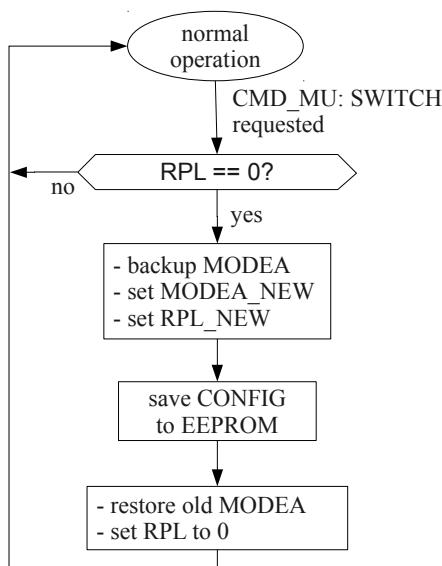 normal
operation
CMD_MU: SWITCH
requested
RPL == 0?
no
yes
- backup MODEA
- set MODEA_NEW
- set RPL_NEW
save CONFIG
to EEPROM
- restore old MODEA
- set RPL to 0